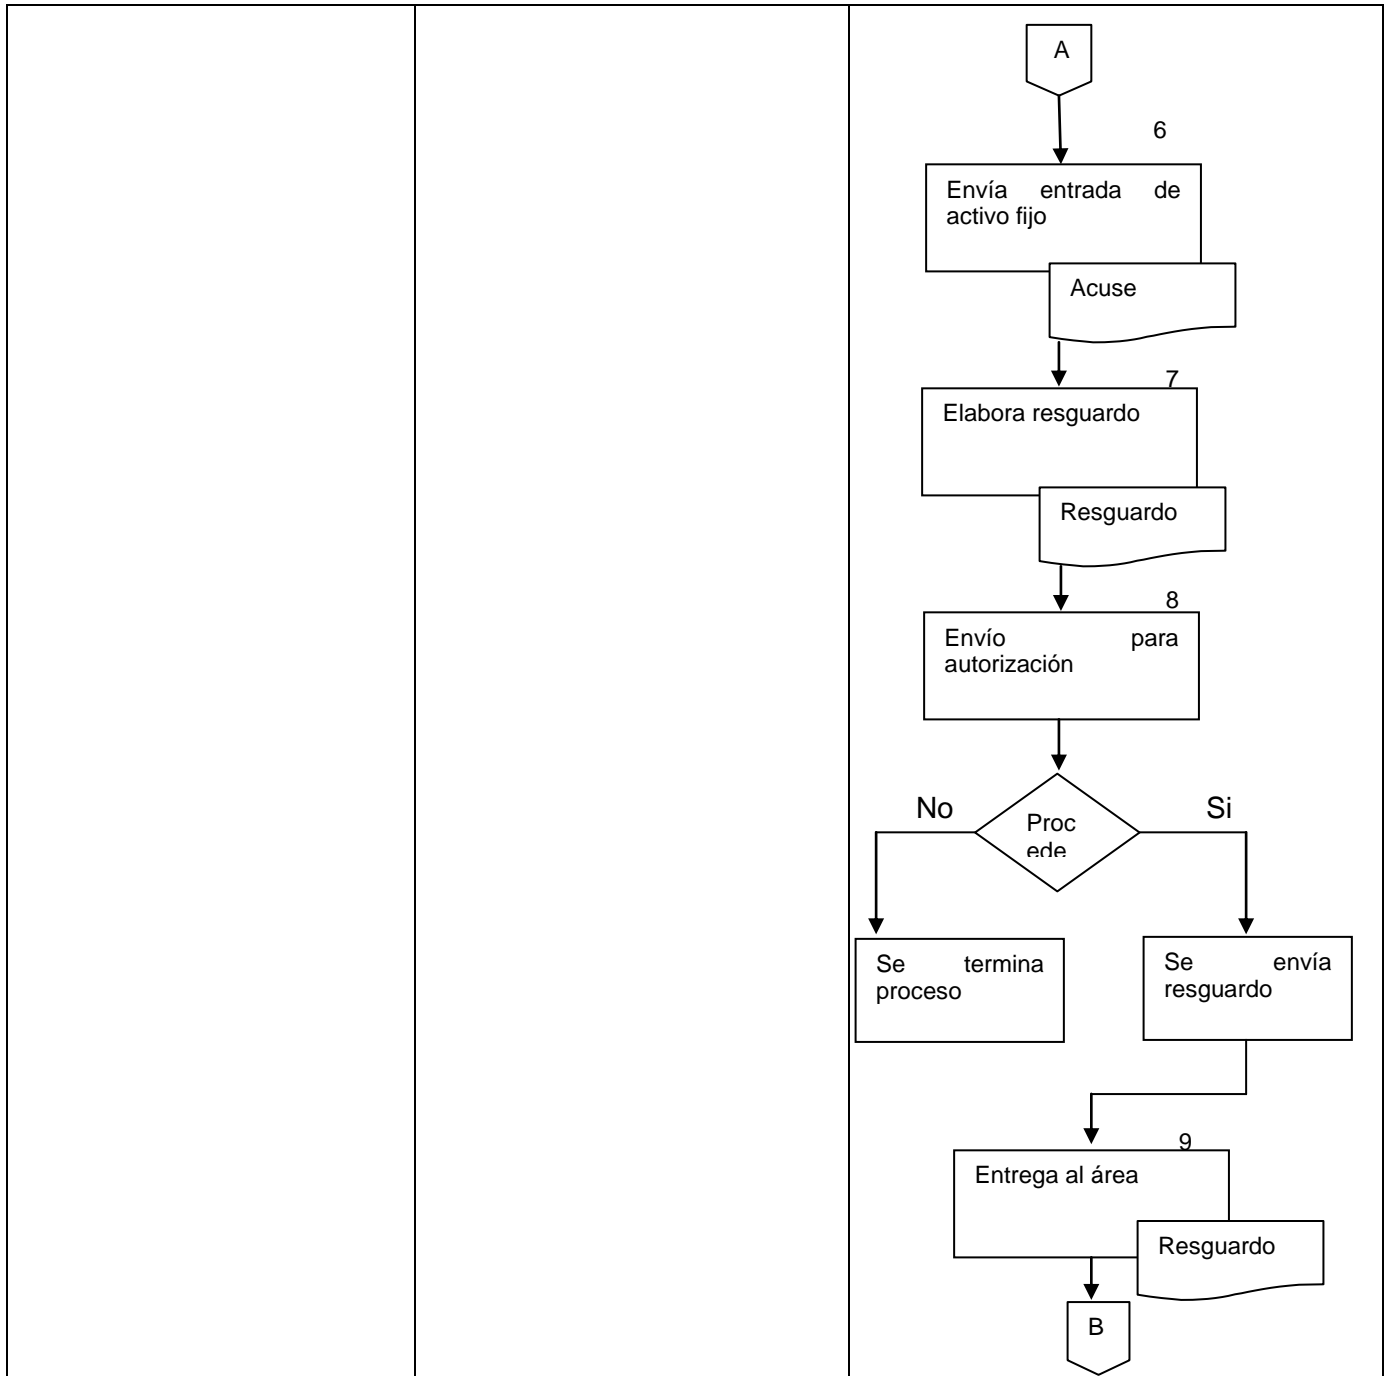 A
6
Envía entrada de
activo fijo
Acuse
7
Elabora resguardo
Resguardo
8
Envío para
autorización
No
Si
Proc
ede
Se termina
proceso
Se envía
resguardo
9
Entrega al área
Resguardo
B